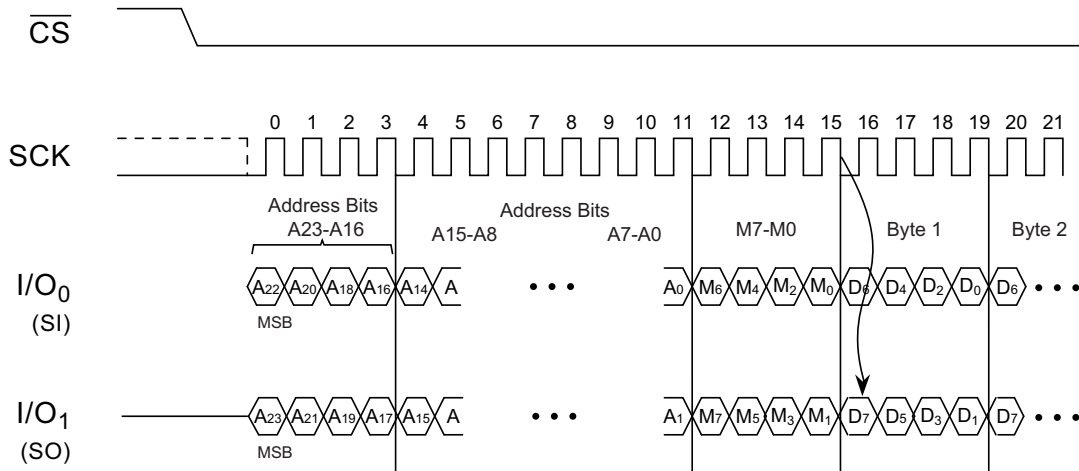 CS
SCK
0 1 2 3 4 5 6 7 8 9 10 11 12 13 14 15 16 17 18 19 20 21
Address Bits
A23-A16
Address Bits
A15-A8 A7-A0 M7-M0 Byte 1 Byte 2
I/O0
(SI)
A22 A20 A18 A16 A14 A • • • A0 M6 M4 M2 M0 D6 D4 D2 D0 D6 • • •
MSB
I/O1
(SO)
A23 A21 A19 A17 A15 A • • • A1 M7 M5 M3 M1 D7 D5 D3 D1 D7 • • •
MSB